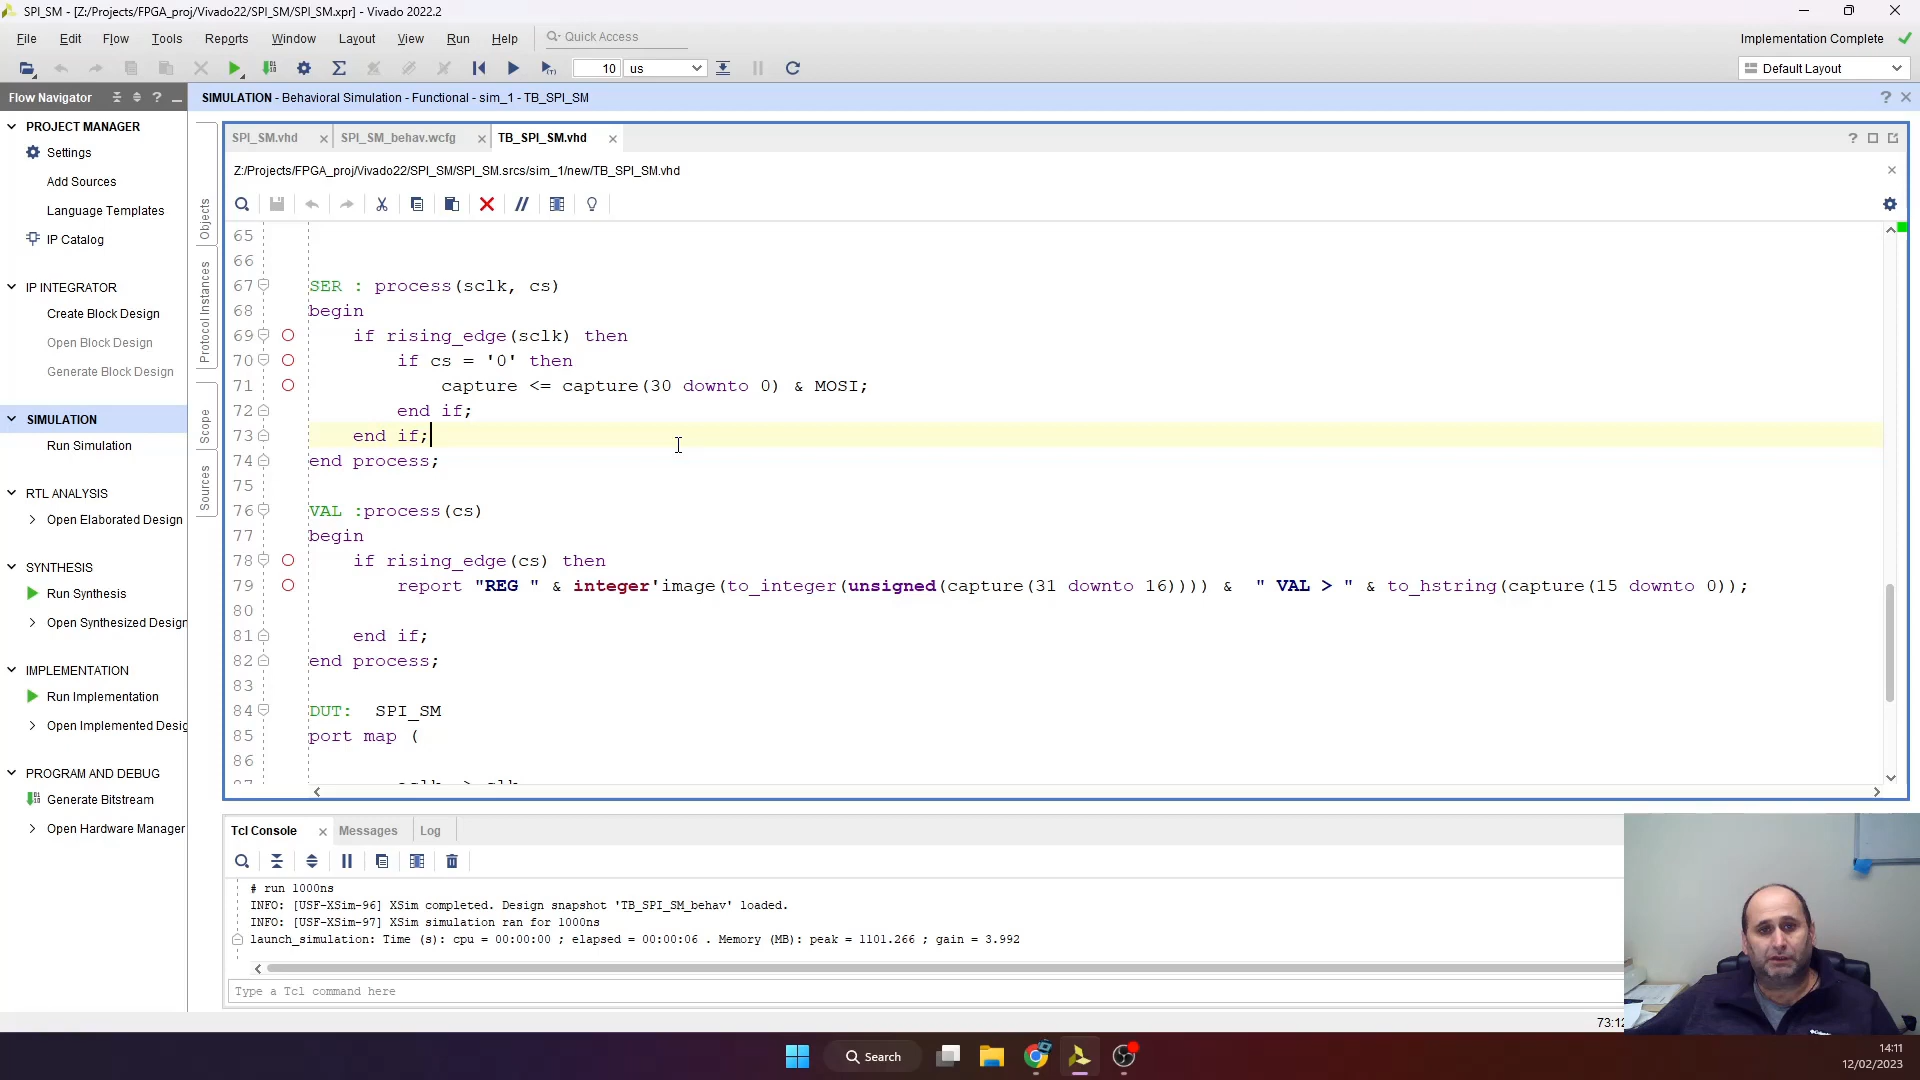 SPI_SM - [Z:/Projects/FPGA_proj/Vivado22/SPI_SM/SPI_SM.xpr] - Vivado 2022.2
File Edit Flow Tools Reports Window Layout View Run Help Quick Access
Implementation Complete
10 us
Default Layout
Flow Navigator
SIMULATION - Behavioral Simulation - Functional - sim_1 - TB_SPI_SM
PROJECT MANAGER
Settings
Add Sources
Language Templates
IP Catalog
IP INTEGRATOR
Create Block Design
Open Block Design
Generate Block Design
SIMULATION
Run Simulation
RTL ANALYSIS
Open Elaborated Design
SYNTHESIS
Run Synthesis
Open Synthesized Design
IMPLEMENTATION
Run Implementation
Open Implemented Desig
PROGRAM AND DEBUG
Generate Bitstream
Open Hardware Manager
Objects
Protocol Instances
Scope
Sources
SPI_SM.vhd SPI_SM_behav.wcfg TB_SPI_SM.vhd
Z:/Projects/FPGA_proj/Vivado22/SPI_SM/SPI_SM.srcs/sim_1/new/TB_SPI_SM.vhd
65
66
67 SER : process(sclk, cs)
68 begin
69 if rising_edge(sclk) then
70 if cs = '0' then
71 capture <= capture(30 downto 0) & MOSI;
72 end if;
73 end if;
74 end process;
75
76 VAL :process(cs)
77 begin
78 if rising_edge(cs) then
79 report "REG " & integer'image(to_integer(unsigned(capture(31 downto 16)))) & " VAL > " & to_hstring(capture(15 downto 0));
80
81 end if;
82 end process;
83
84 DUT: SPI_SM
85 port map (
86
Tcl Console Messages Log
# run 1000ns
INFO: [USF-XSim-96] XSim completed. Design snapshot 'TB_SPI_SM_behav' loaded.
INFO: [USF-XSim-97] XSim simulation ran for 1000ns
launch_simulation: Time (s): cpu = 00:00:00 ; elapsed = 00:00:06 . Memory (MB): peak = 1101.266 ; gain = 3.992
Type a Tcl command here
73:12
Search
14:11
12/02/2023